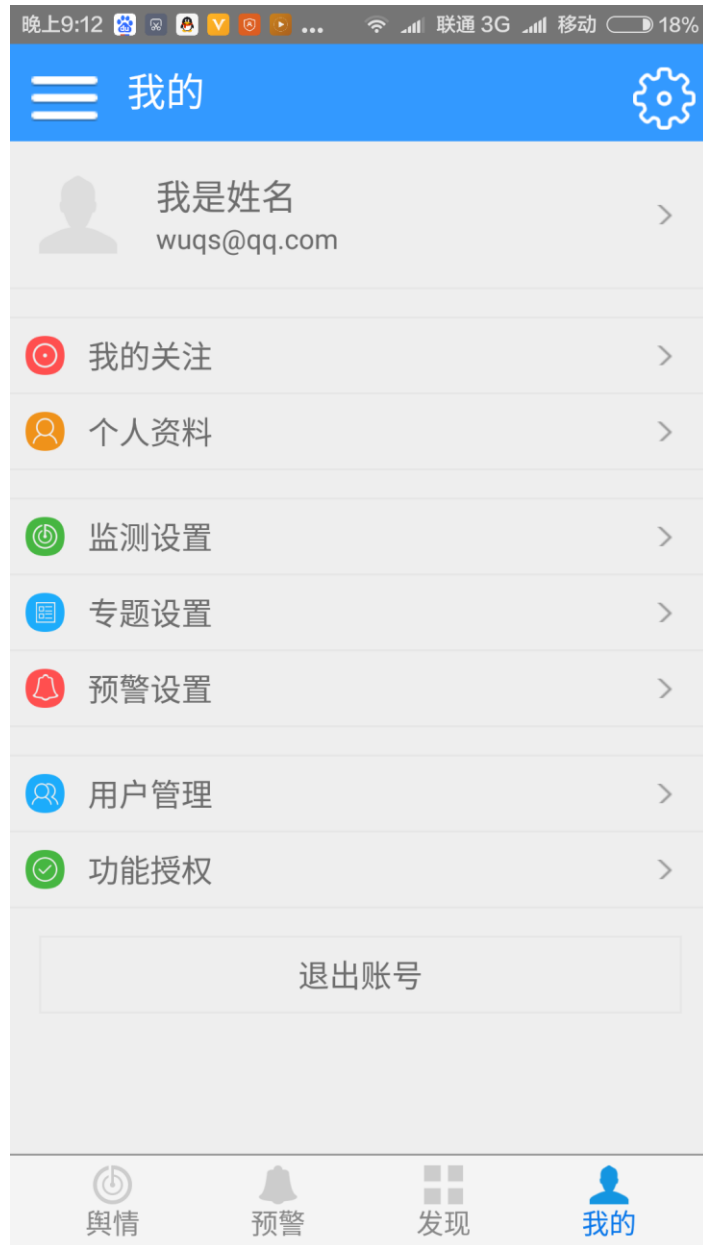 晚上9:12 ... 联通 3G 移动 18%
我的
我是姓名
wuqs@qq.com
我的关注
个人资料
监测设置
专题设置
预警设置
用户管理
功能授权
退出账号
舆情 预警 发现 我的